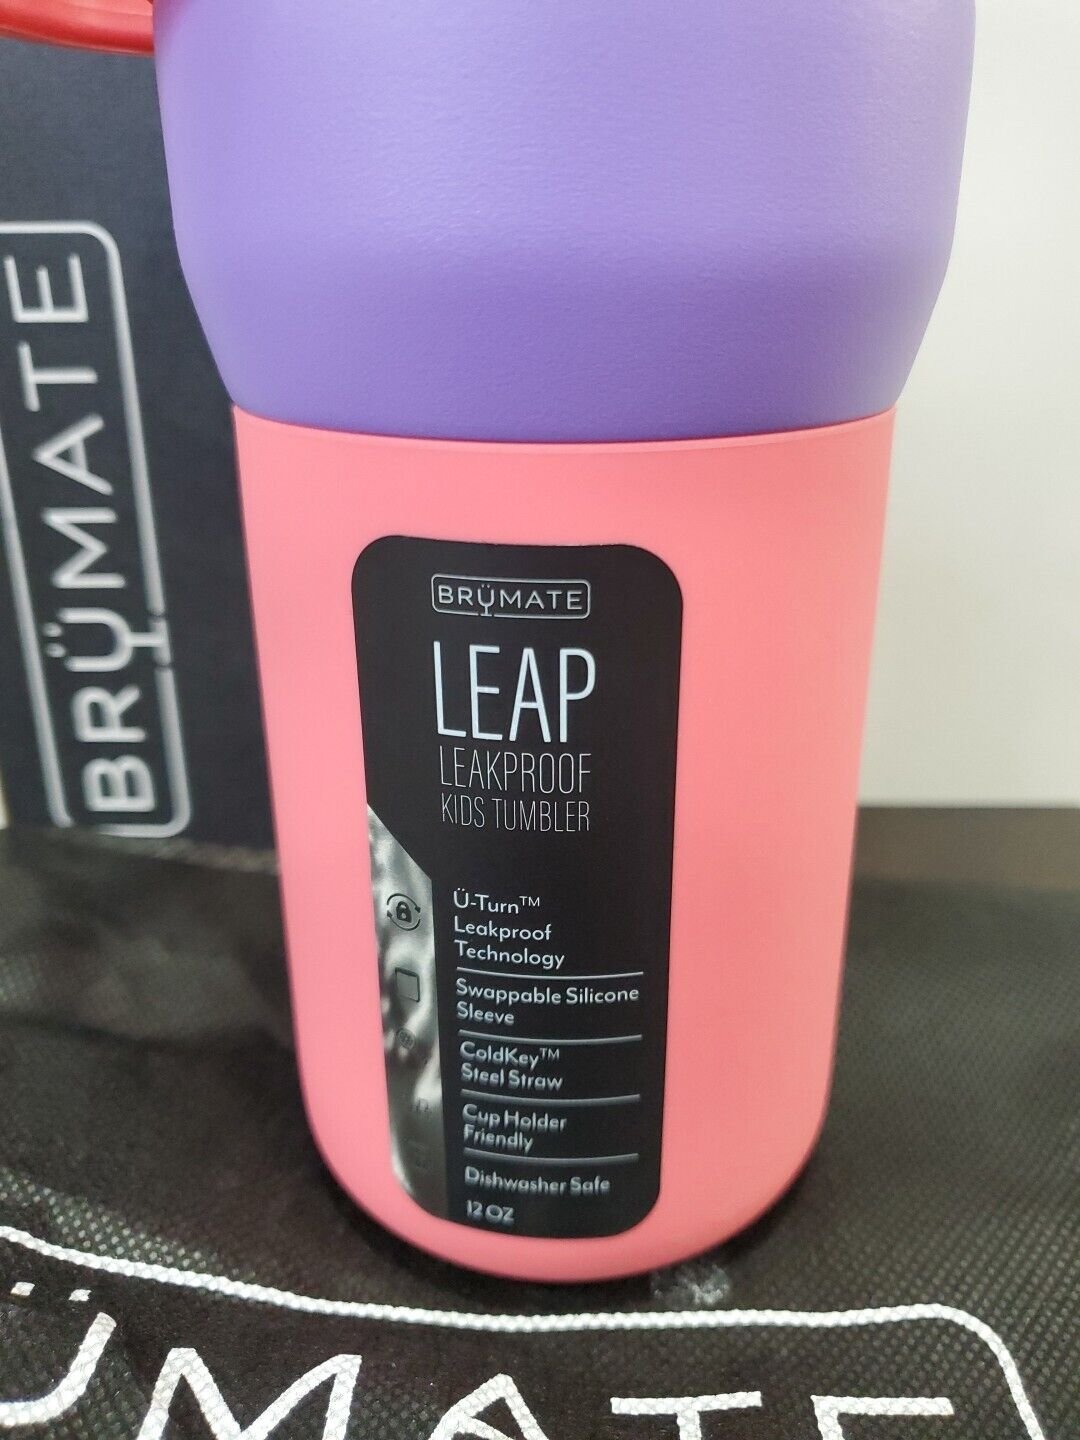 BRÜMATE
BRÜMATE
LEAP
LEAKPROOF
KIDS TUMBLER
Ü-Turn™
Leakproof
Technology
Swappable Silicone
Sleeve
ColdKey™
Steel Straw
Cup Holder
Friendly
Dishwasher Safe
12 OZ
ÜMATE